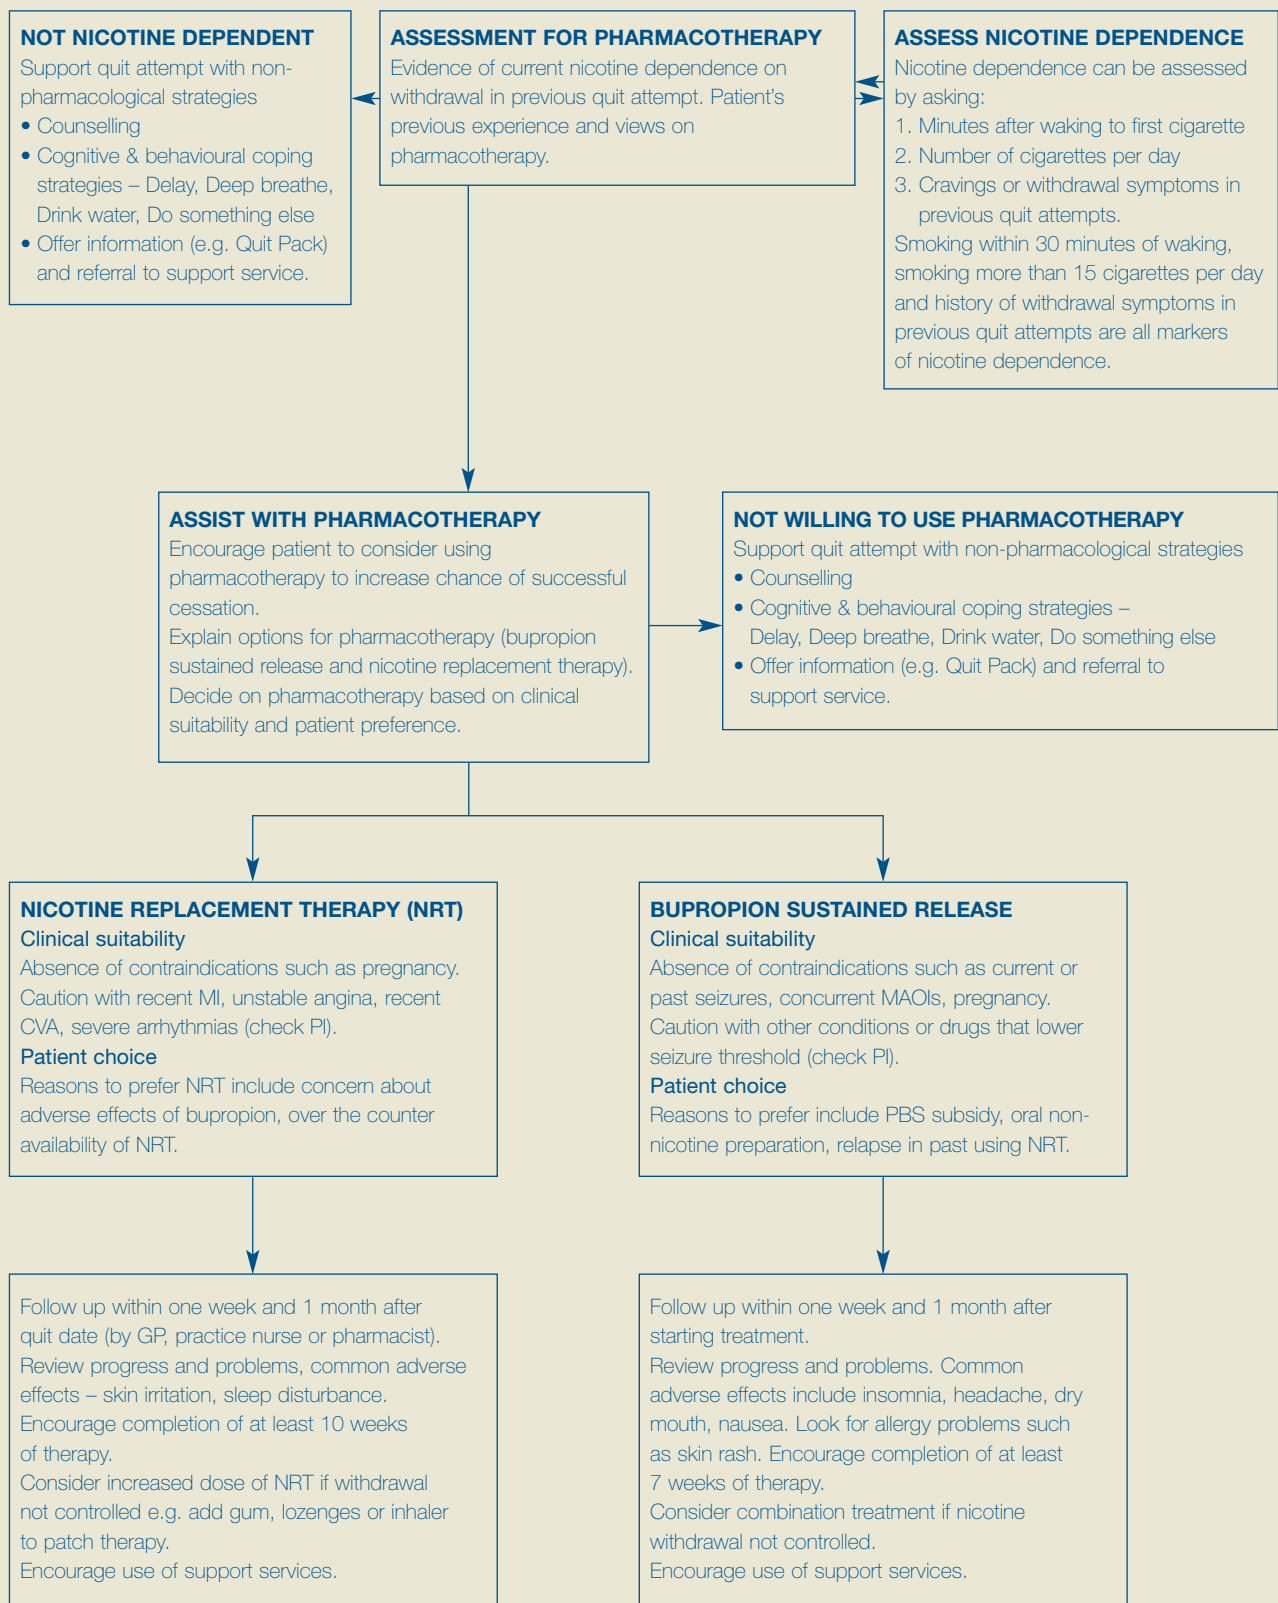 NOT NICOTINE DEPENDENT
Support quit attempt with non-
pharmacological strategies
• Counselling
• Cognitive & behavioural coping
strategies – Delay, Deep breathe,
Drink water, Do something else
• Offer information (e.g. Quit Pack)
and referral to support service.
ASSESSMENT FOR PHARMACOTHERAPY
Evidence of current nicotine dependence on
withdrawal in previous quit attempt. Patient's
previous experience and views on
pharmacotherapy.
ASSESS NICOTINE DEPENDENCE
Nicotine dependence can be assessed
by asking:
1. Minutes after waking to first cigarette
2. Number of cigarettes per day
3. Cravings or withdrawal symptoms in
previous quit attempts.
Smoking within 30 minutes of waking,
smoking more than 15 cigarettes per day
and history of withdrawal symptoms in
previous quit attempts are all markers
of nicotine dependence.
ASSIST WITH PHARMACOTHERAPY
Encourage patient to consider using
pharmacotherapy to increase chance of successful
cessation.
Explain options for pharmacotherapy (bupropion
sustained release and nicotine replacement therapy).
Decide on pharmacotherapy based on clinical
suitability and patient preference.
NOT WILLING TO USE PHARMACOTHERAPY
Support quit attempt with non-pharmacological strategies
• Counselling
• Cognitive & behavioural coping strategies –
Delay, Deep breathe, Drink water, Do something else
• Offer information (e.g. Quit Pack) and referral to
support service.
NICOTINE REPLACEMENT THERAPY (NRT)
Clinical suitability
Absence of contraindications such as pregnancy.
Caution with recent MI, unstable angina, recent
CVA, severe arrhythmias (check PI).
Patient choice
Reasons to prefer NRT include concern about
adverse effects of bupropion, over the counter
availability of NRT.
BUPROPION SUSTAINED RELEASE
Clinical suitability
Absence of contraindications such as current or
past seizures, concurrent MAOIs, pregnancy.
Caution with other conditions or drugs that lower
seizure threshold (check PI).
Patient choice
Reasons to prefer include PBS subsidy, oral non-
nicotine preparation, relapse in past using NRT.
Follow up within one week and 1 month after
quit date (by GP, practice nurse or pharmacist).
Review progress and problems, common adverse
effects – skin irritation, sleep disturbance.
Encourage completion of at least 10 weeks
of therapy.
Consider increased dose of NRT if withdrawal
not controlled e.g. add gum, lozenges or inhaler
to patch therapy.
Encourage use of support services.
Follow up within one week and 1 month after
starting treatment.
Review progress and problems. Common
adverse effects include insomnia, headache, dry
mouth, nausea. Look for allergy problems such
as skin rash. Encourage completion of at least
7 weeks of therapy.
Consider combination treatment if nicotine
withdrawal not controlled.
Encourage use of support services.